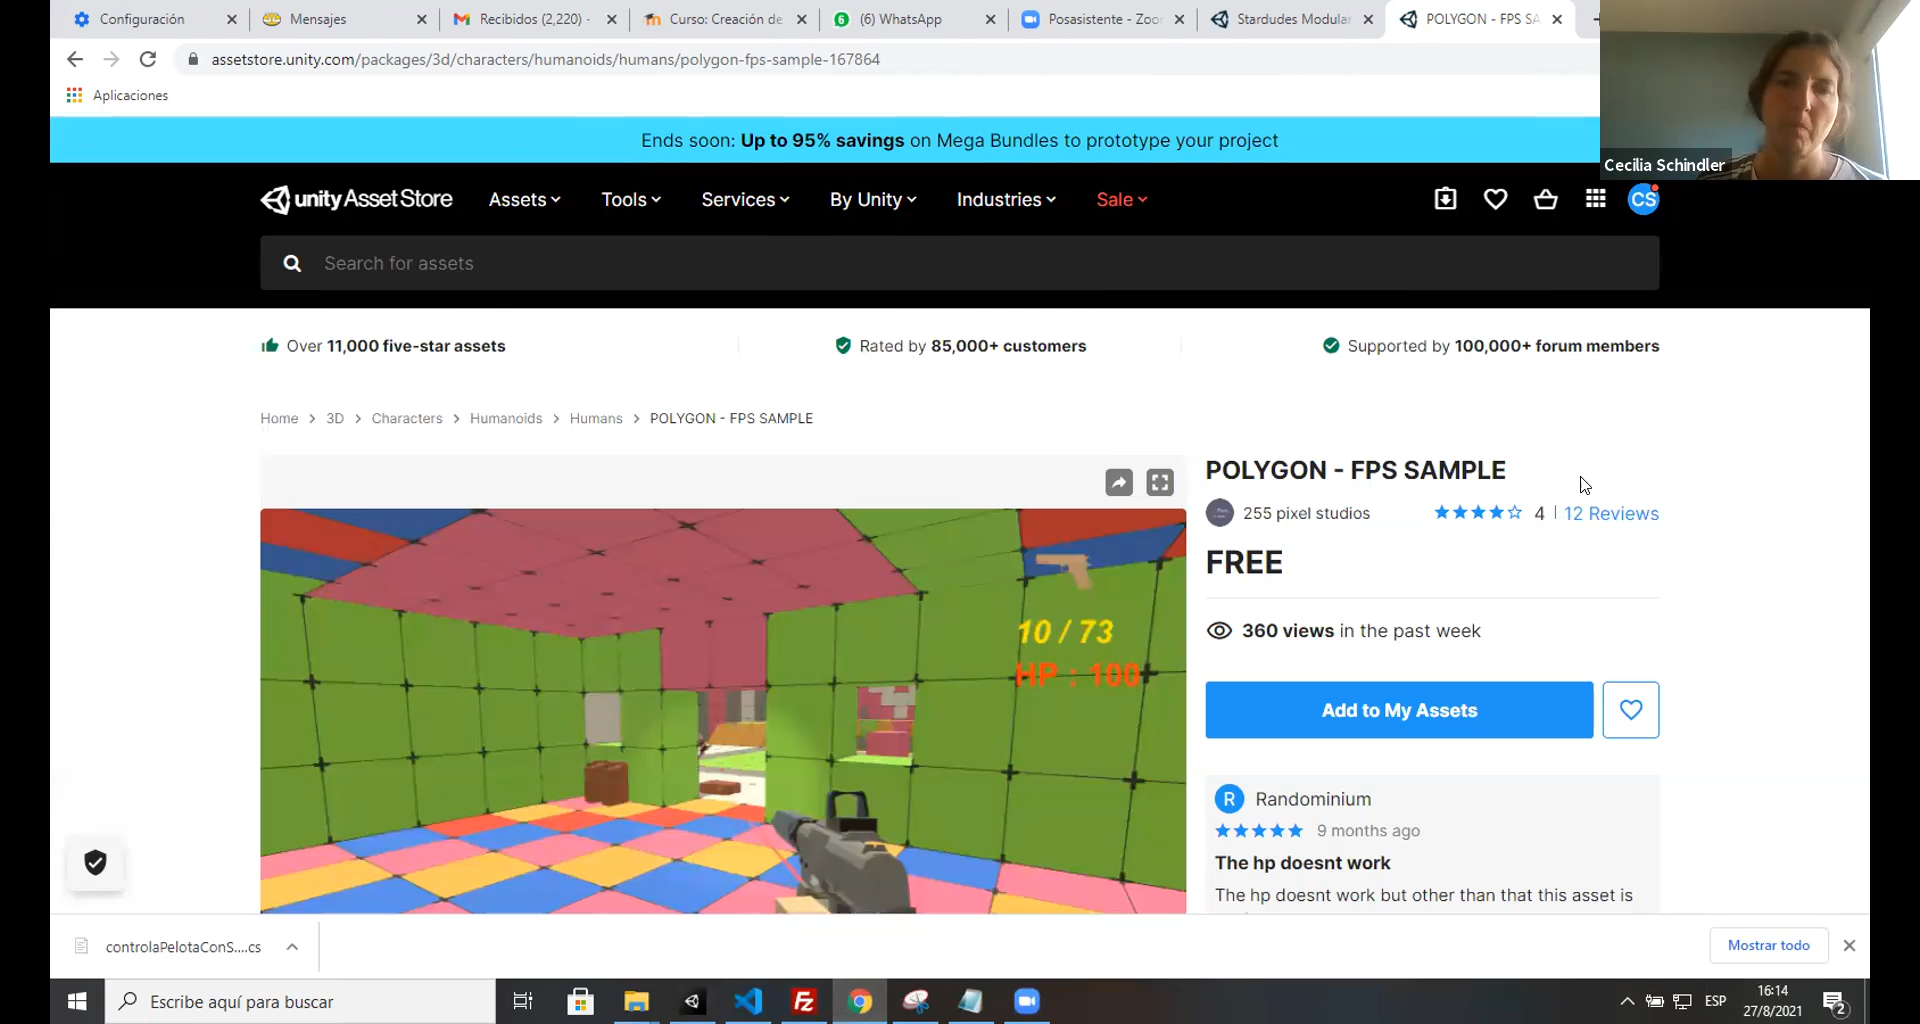 Configuración
Mensajes
Recibidos (2,220) -
Curso: Creación de
(6) WhatsApp
Posasistente - Zoo
Stardudes Modular
POLYGON - FPS SA
assetstore.unity.com/packages/3d/characters/humanoids/humans/polygon-fps-sample-167864
Aplicaciones
Ends soon: Up to 95% savings on Mega Bundles to prototype your project
Cecilia Schindler
unity Asset Store
Assets
Tools
Services
By Unity
Industries
Sale
CS
Search for assets
Over 11,000 five-star assets
Rated by 85,000+ customers
Supported by 100,000+ forum members
Home > 3D > Characters > Humanoids > Humans > POLYGON - FPS SAMPLE
POLYGON - FPS SAMPLE
255 pixel studios
4 | 12 Reviews
FREE
10 / 73
HP : 100
360 views in the past week
Add to My Assets
R
Randominium
9 months ago
The hp doesnt work
The hp doesnt work but other than that this asset is
controlaPelotaConS....cs
Mostrar todo
Escribe aquí para buscar
ESP
16:14
27/8/2021
2